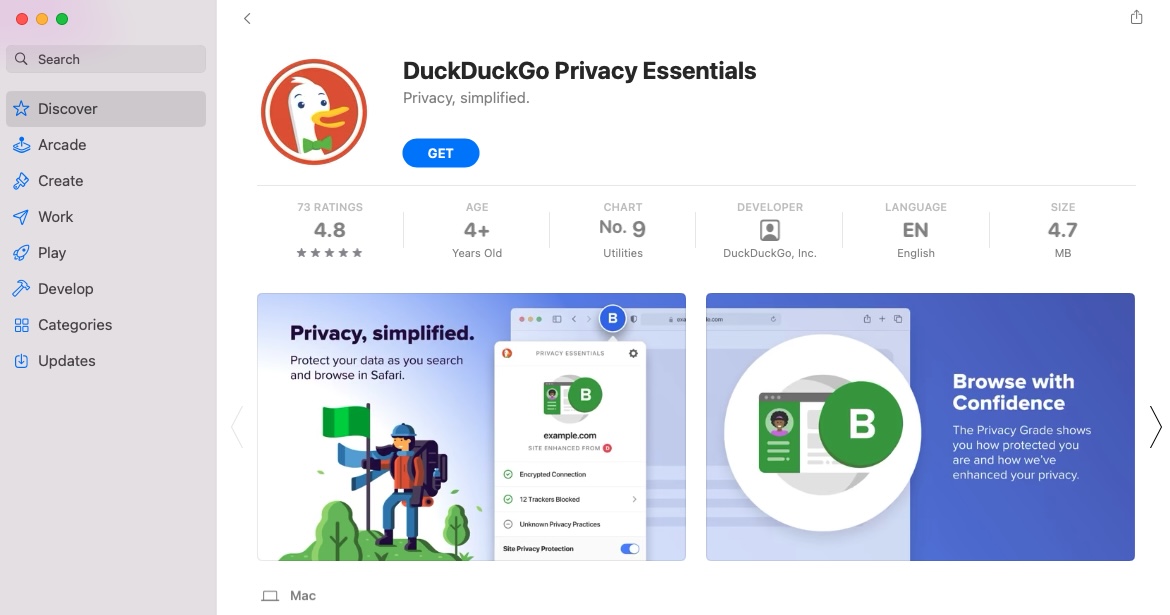 Search
Discover
Arcade
Create
Work
Play
Develop
Categories
Updates
DuckDuckGo Privacy Essentials
Privacy, simplified.
GET
73 RATINGS
4.8
AGE
4+
Years Old
CHART
No. 9
Utilities
DEVELOPER
DuckDuckGo, Inc.
LANGUAGE
EN
English
SIZE
4.7
MB
Privacy, simplified.
Protect your data as you search
and browse in Safari.
B
PRIVACY ESSENTIALS
B
example.com
SITE ENHANCED FROM D
Encrypted Connection
12 Trackers Blocked
Unknown Privacy Practices
Site Privacy Protection
B
Browse with
Confidence
The Privacy Grade shows
you how protected you
are and how we've
enhanced your privacy.
Mac